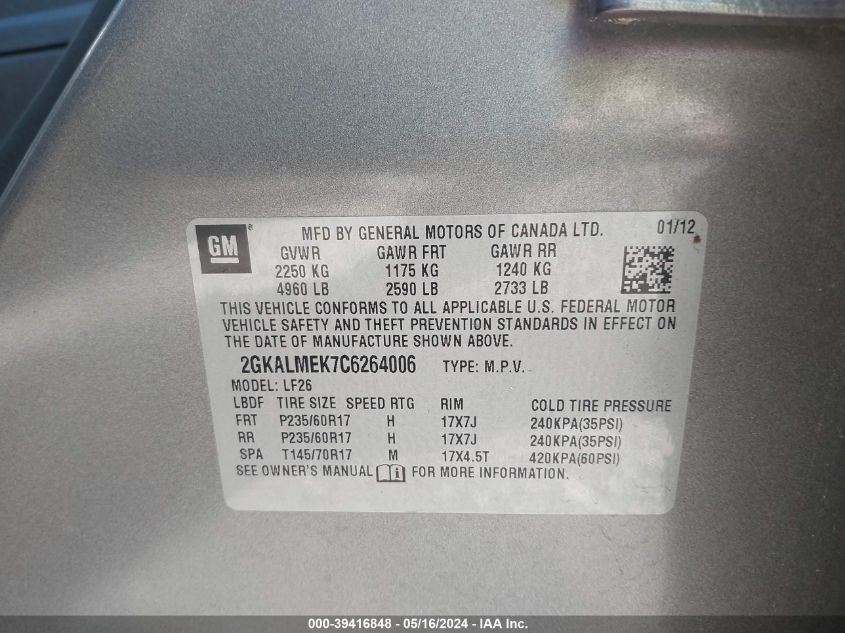 GM ®
MFD BY GENERAL MOTORS OF CANADA LTD. 01/12
GVWR GAWR FRT GAWR RR
2250 KG 1175 KG 1240 KG
4960 LB 2590 LB 2733 LB
THIS VEHICLE CONFORMS TO ALL APPLICABLE U.S. FEDERAL MOTOR
VEHICLE SAFETY AND THEFT PREVENTION STANDARDS IN EFFECT ON
THE DATE OF MANUFACTURE SHOWN ABOVE.
2GKALMEK7C6264006 TYPE: M.P.V.
MODEL: LF26
LBDF TIRE SIZE SPEED RTG RIM COLD TIRE PRESSURE
FRT P235/60R17 H 17X7J 240KPA(35PSI)
RR P235/60R17 H 17X7J 240KPA(35PSI)
SPA T145/70R17 M 17X4.5T 420KPA(60PSI)
SEE OWNER'S MANUAL i FOR MORE INFORMATION.
000-39416848 - 05/16/2024 - IAA Inc.